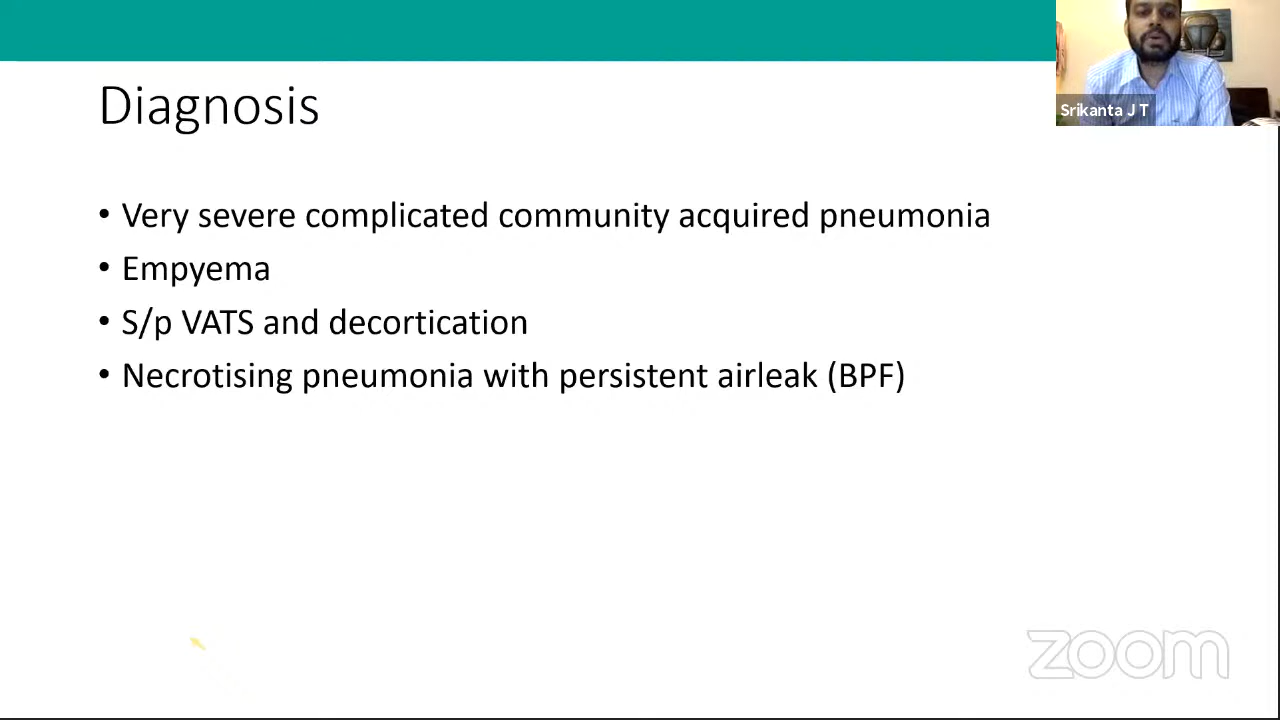 Diagnosis
• Very severe complicated community acquired pneumonia
• Empyema
• S/p VATS and decortication
• Necrotising pneumonia with persistent airleak (BPF)
Srikanta J T
zoom